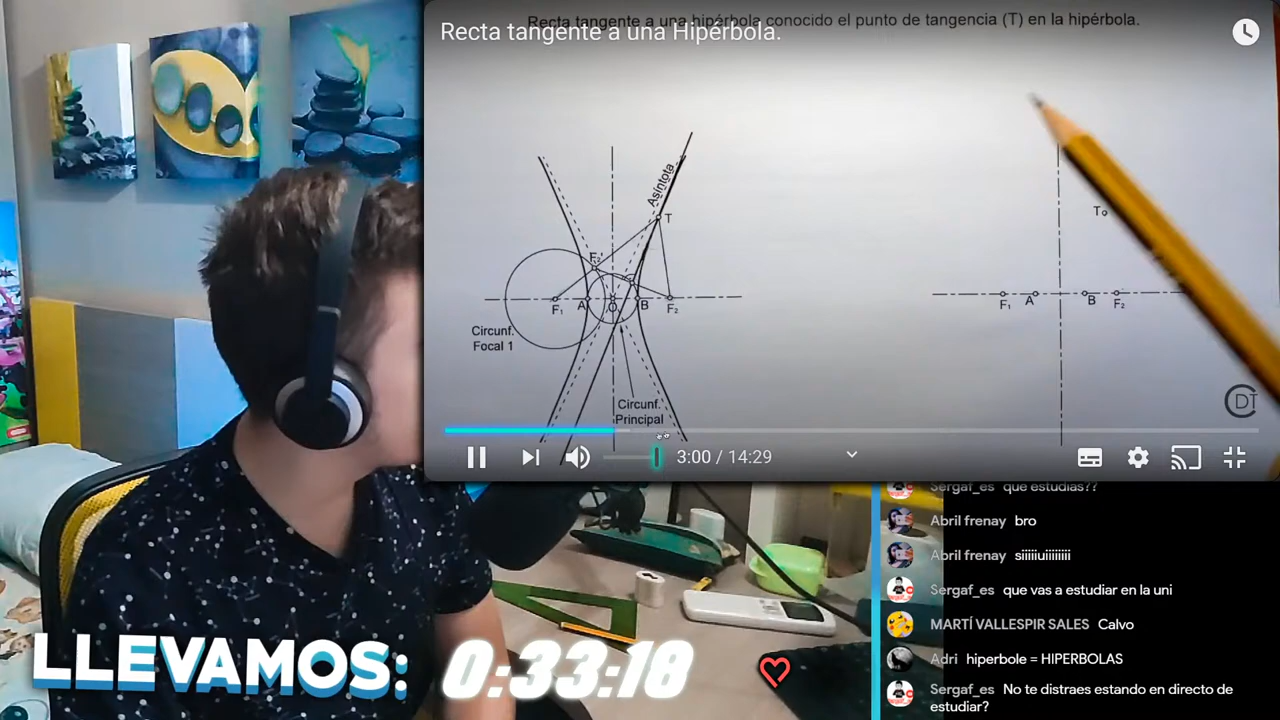 Recta tangente a una hipérbola conocido el punto de tangencia (T) en la hipérbola.
Recta tangente a una Hipérbola.
Asíntota
T
F₂'
F₁
A
O
B
F₂
Circunf.
Focal 1
Circunf.
Principal
T
F₁
A
B
F₂
CDT
3:00 / 14:29
Sergaf_es que estudias??
Abril frenay bro
Abril frenay siiiiiuiiiiiiii
Sergaf_es que vas a estudiar en la uni
MARTÍ VALLESPIR SALES Calvo
Adri hiperbole = HIPERBOLAS
Sergaf_es No te distraes estando en directo de
estudiar?
LLEVAMOS: 0:33:18